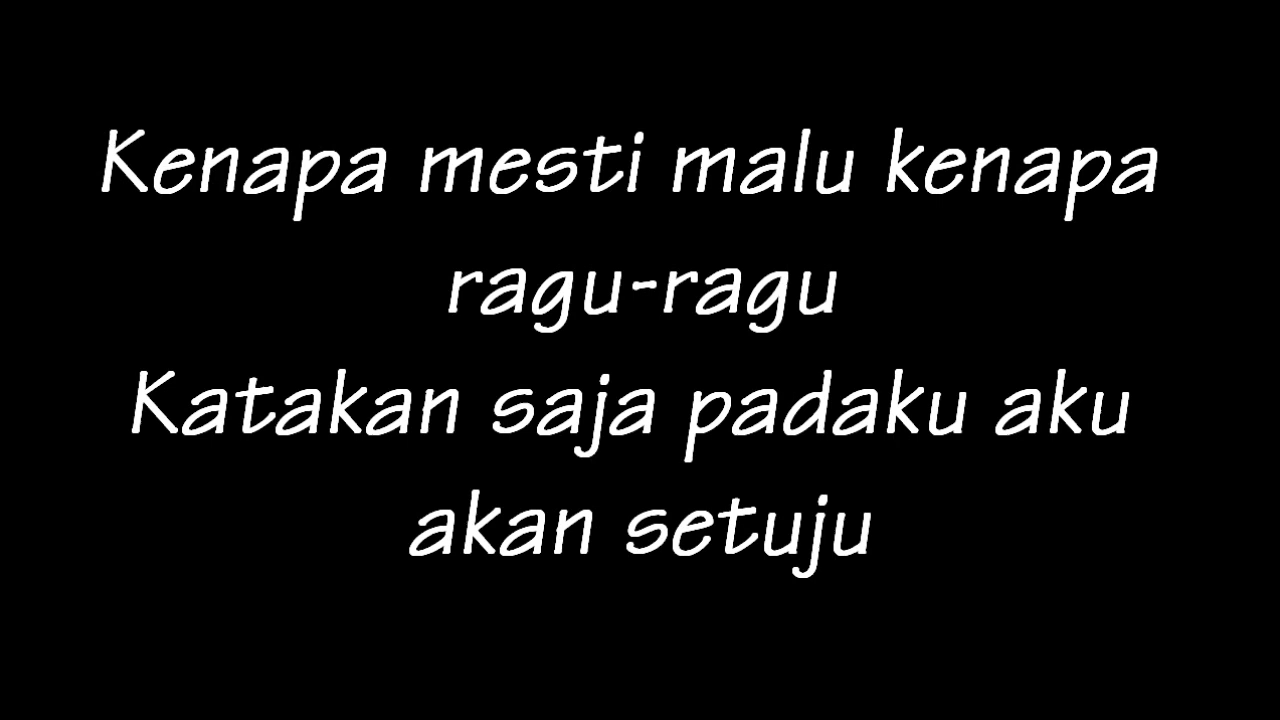 Kenapa mesti malu kenapa
ragu-ragu
Katakan saja padaku aku
akan setuju